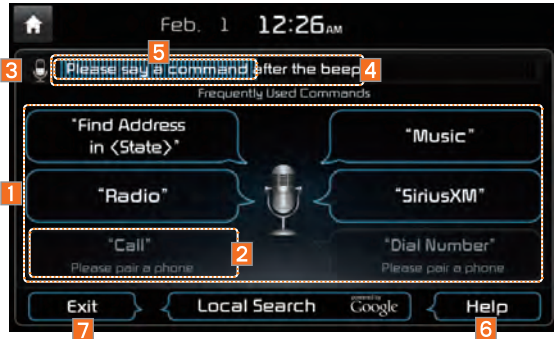 Feb. 1 12:26AM
5
3
Please say a command after the beep
4
Frequently Used Commands
"Find Address
in <State>"
"Music"
1
"Radio"
"SiriusXM"
"Call"
2
"Dial Number"
Please pair a phone
Please pair a phone
Exit
Local Search
powered by
Google
Help
7
6